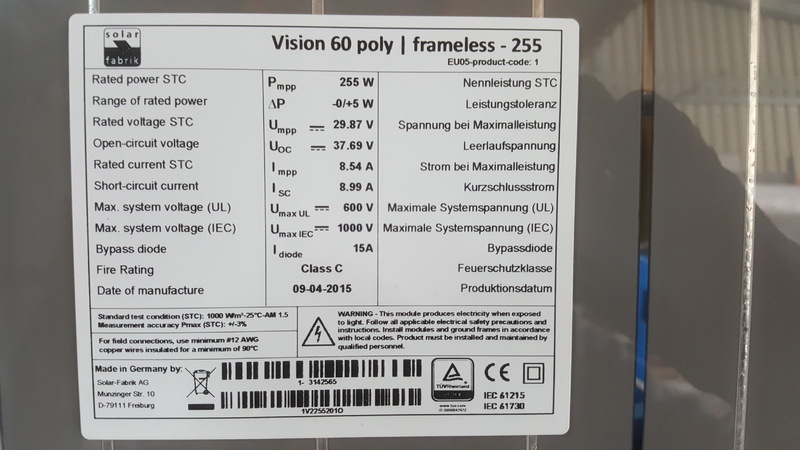 solar fabrik
Vision 60 poly | frameless - 255
EU05-product-code: 1
Rated power STC Pmpp 255 W Nennleistung STC
Range of rated power ΔP -0/+5 W Leistungstoleranz
Rated voltage STC Umpp 29.87 V Spannung bei Maximalleistung
Open-circuit voltage UOC 37.69 V Leerlaufspannung
Rated current STC Impp 8.54 A Strom bei Maximalleistung
Short-circuit current ISC 8.99 A Kurzschlussstrom
Max. system voltage (UL) Umax UL 600 V Maximale Systemspannung (UL)
Max. system voltage (IEC) Umax IEC 1000 V Maximale Systemspannung (IEC)
Bypass diode Idiode 15A Bypassdiode
Fire Rating Class C Feuerschutzklasse
Date of manufacture 09-04-2015 Produktionsdatum
Standard test condition (STC): 1000 W/m²-25°C-AM 1.5
Measurement accuracy Pmax (STC): +/-3%
For field connections, use minimum #12 AWG
copper wires insulated for a minimum of 90°C
WARNING - This module produces electricity when exposed
to light. Follow all applicable electrical safety precautions and
instructions. Install modules and ground frames in accordance
with local codes. Product must be installed and maintained by
qualified personnel.
Made in Germany by:
Solar-Fabrik AG
Munzinger Str. 10
D-79111 Freiburg
1- 3142565
1V2255201O
TÜVRheinland
CE
IEC 61215
IEC 61730